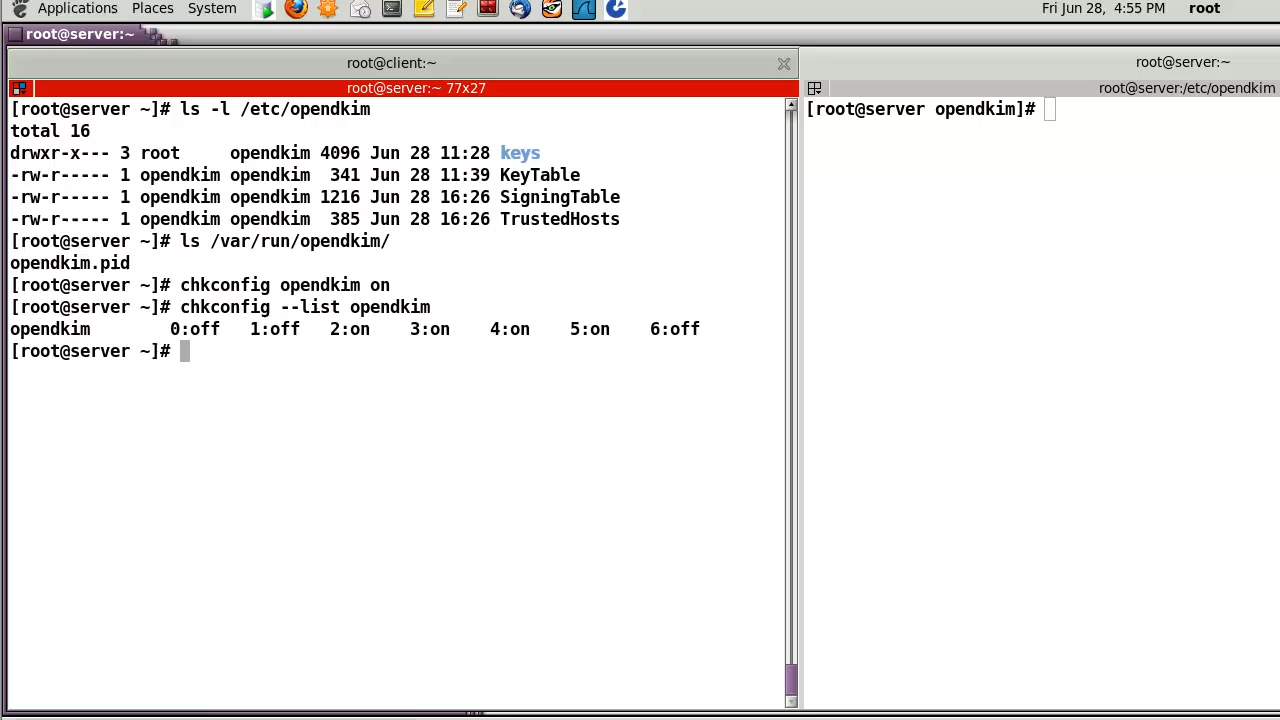 Applications Places System Fri Jun 28, 4:55 PM root
root@server:~
root@client:~ root@server:~
root@server:~ 77x27 root@server:/etc/opendkim
[root@server ~]# ls -l /etc/opendkim
total 16
drwxr-x--- 3 root     opendkim 4096 Jun 28 11:28 keys
-rw-r----- 1 opendkim opendkim  341 Jun 28 11:39 KeyTable
-rw-r----- 1 opendkim opendkim 1216 Jun 28 16:26 SigningTable
-rw-r----- 1 opendkim opendkim  385 Jun 28 16:26 TrustedHosts
[root@server ~]# ls /var/run/opendkim/
opendkim.pid
[root@server ~]# chkconfig opendkim on
[root@server ~]# chkconfig --list opendkim
opendkim        0:off   1:off   2:on    3:on    4:on    5:on    6:off
[root@server ~]#
[root@server opendkim]#